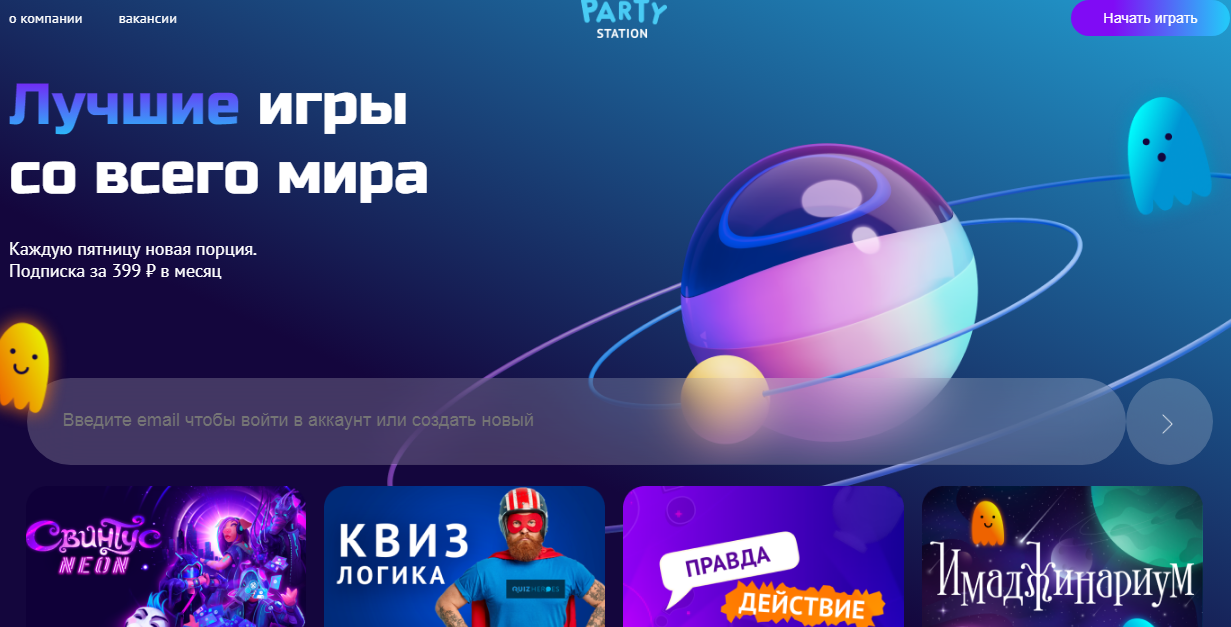 о компании
вакансии
PARTY
STATION
Начать играть
Лучшие игры
со всего мира
Каждую пятницу новая порция.
Подписка за 399 ₽ в месяц
Введите email чтобы войти в аккаунт или создать новый
СВИНТУС
NEON
КВИЗ
ЛОГИКА
QUIZHEROES
ПРАВДА
ДЕЙСТВИЕ
Имаджинариум